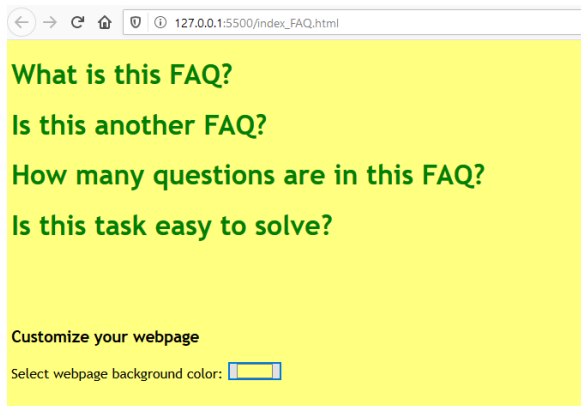 127.0.0.1:5500/index_FAQ.html
What is this FAQ?
Is this another FAQ?
How many questions are in this FAQ?
Is this task easy to solve?
Customize your webpage
Select webpage background color: